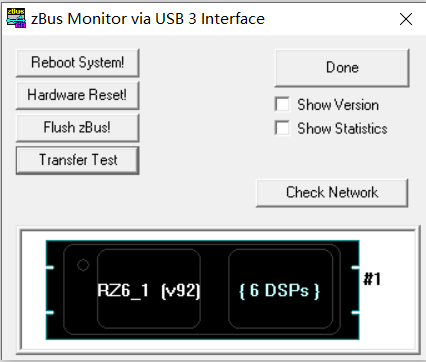 zBus Monitor via USB 3 Interface
Reboot System!
Hardware Reset!
Flush zBus!
Transfer Test
Done
Show Version
Show Statistics
Check Network
RZ6_1 (v92)
{ 6 DSPs }
#1